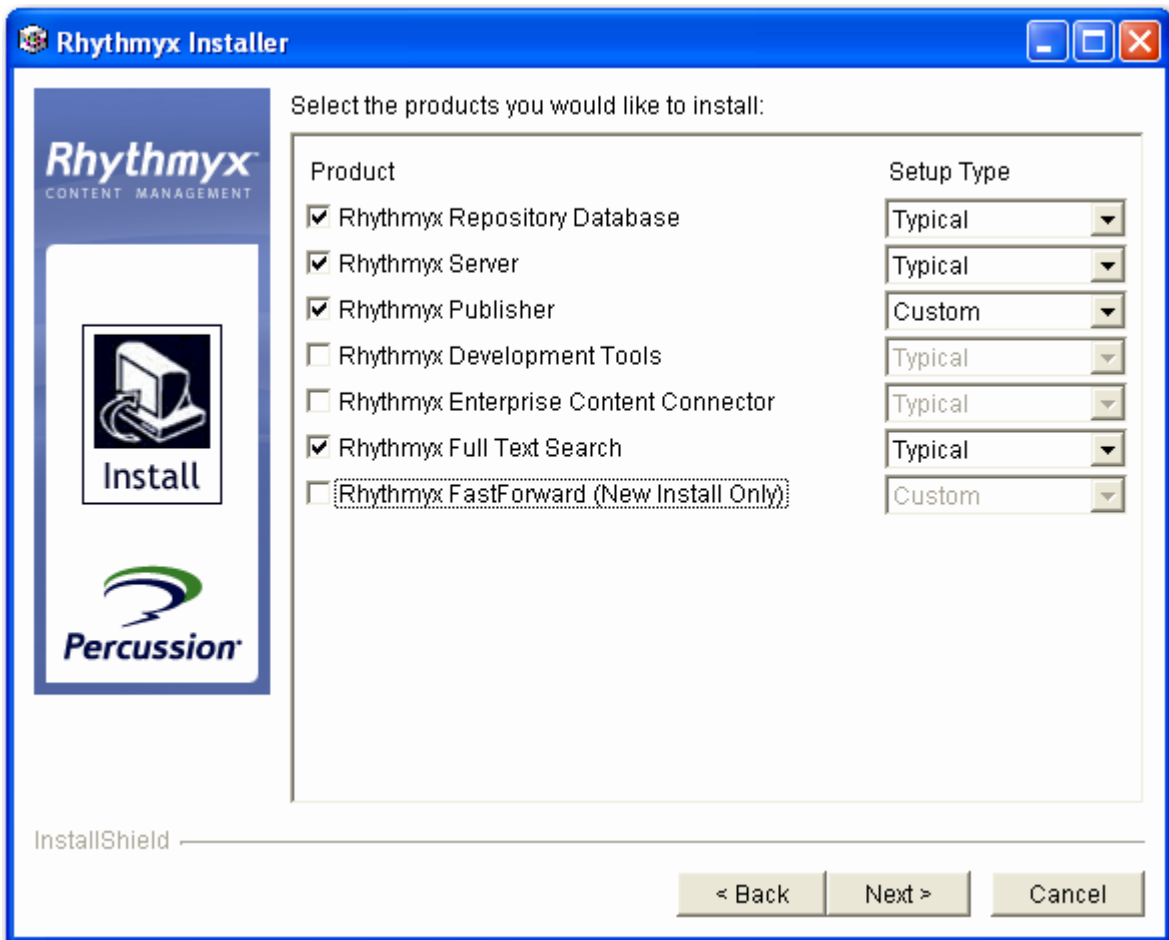 Rhythmyx Installer
Rhythmyx
CONTENT MANAGEMENT
Install
Percussion
Select the products you would like to install:
Product Setup Type
Rhythmyx Repository Database Typical
Rhythmyx Server Typical
Rhythmyx Publisher Custom
Rhythmyx Development Tools Typical
Rhythmyx Enterprise Content Connector Typical
Rhythmyx Full Text Search Typical
Rhythmyx FastForward (New Install Only) Custom
InstallShield
< Back Next > Cancel